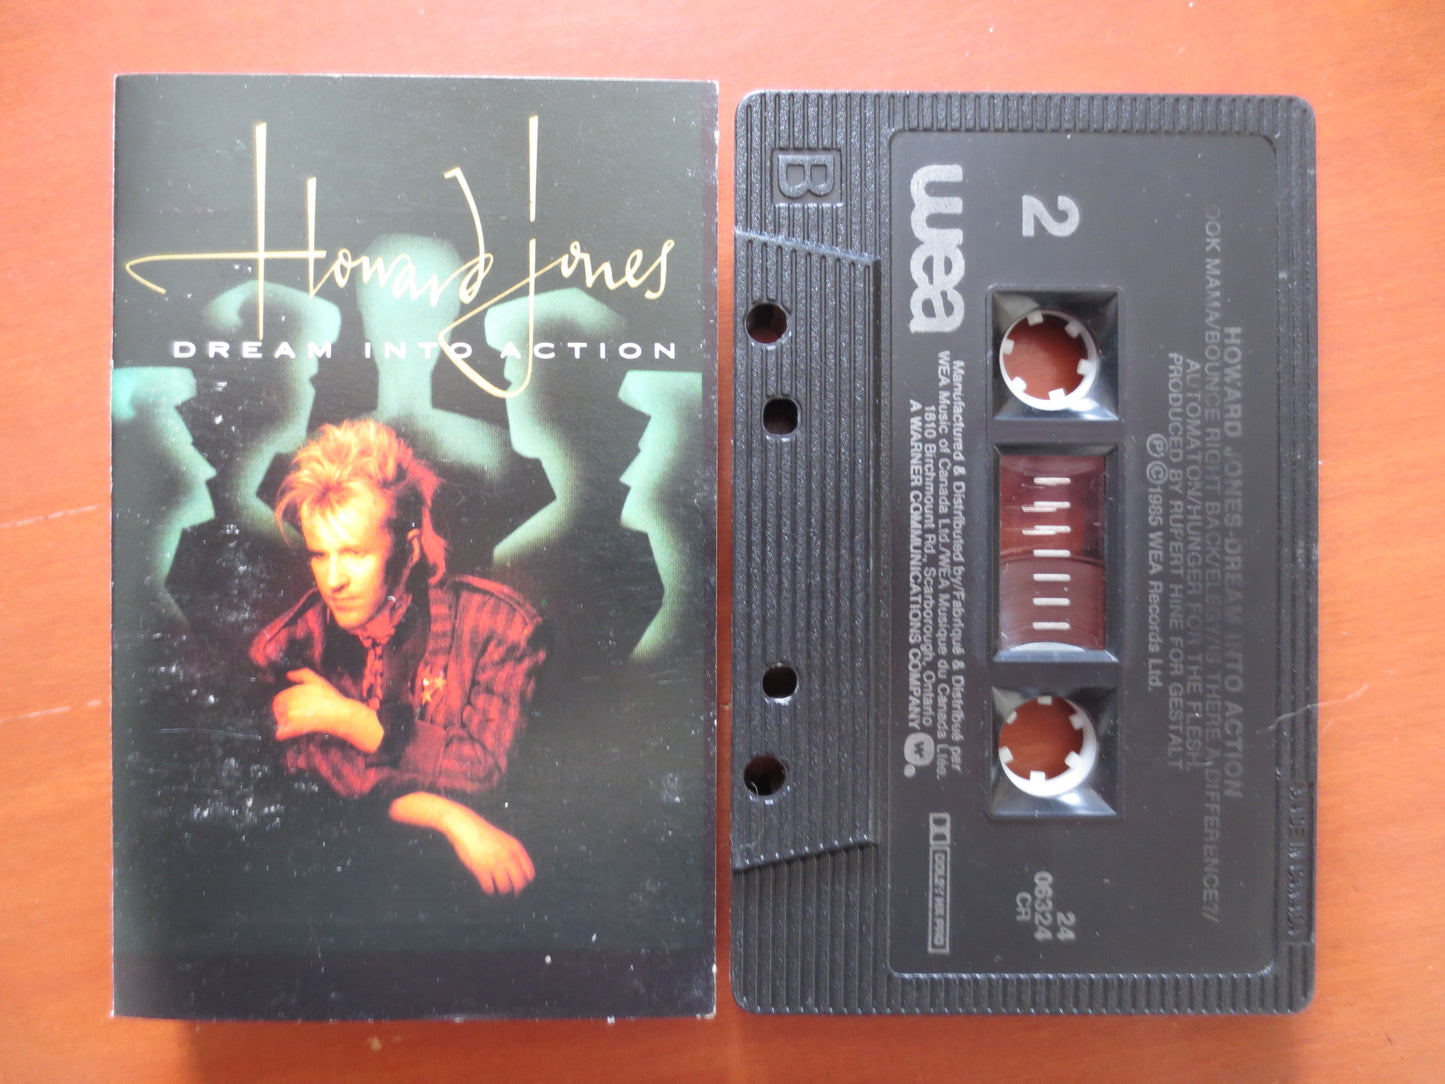 Howard Jones
DREAM INTO ACTION
B
2
wea
HOWARD JONES-DREAM INTO ACTION
OOK MAMA/BOUNCE RIGHT BACK/ELEGY/IS THERE A DIFFERENCE?/
AUTOMATON/HUNGER FOR THE FLESH
PRODUCED BY RUPERT HINE FOR GESTALT
℗©1985 WEA Records Ltd.
Manufactured & Distributed by/Fabriqué & Distribué par
WEA Music of Canada Ltd./WEA Musique du Canada Ltée.
1810 Birchmount Rd., Scarborough, Ontario
A WARNER COMMUNICATIONS COMPANY
24
06324
CR
MADE IN CANADA